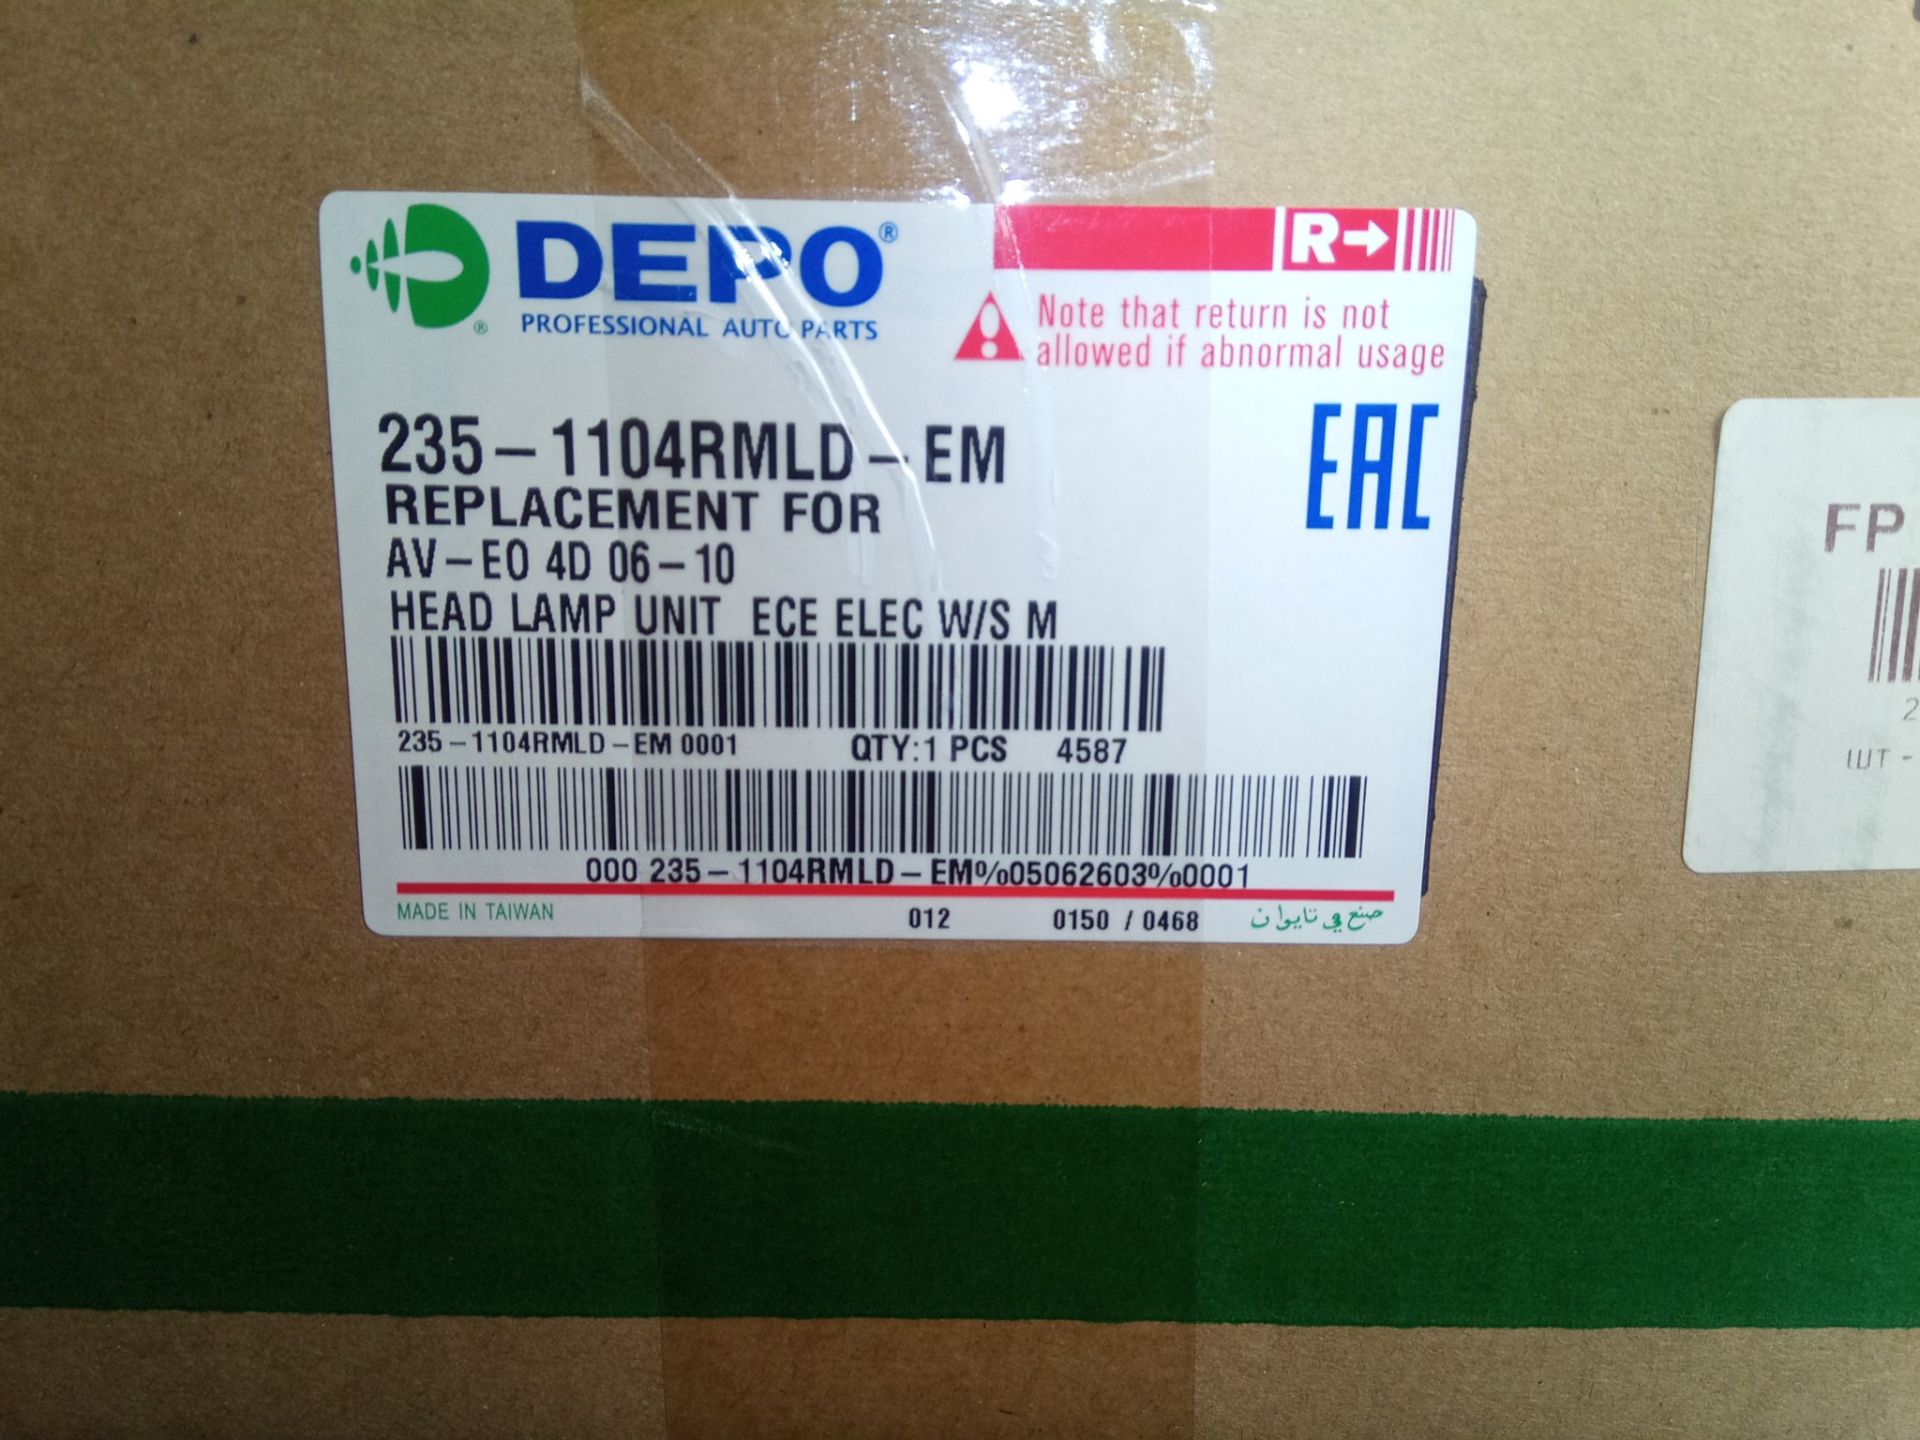 DEPO®
PROFESSIONAL AUTO PARTS
®
R→
Note that return is not
allowed if abnormal usage
235-1104RMLD-EM
REPLACEMENT FOR
AV-EO 4D 06-10
HEAD LAMP UNIT ECE ELEC W/S M
EAC
235-1104RMLD-EM 0001 QTY:1 PCS 4587
000 235-1104RMLD-EM%05062603%0001
MADE IN TAIWAN 012 0150 / 0468 صنع في تايوان
FP
2
ШТ -